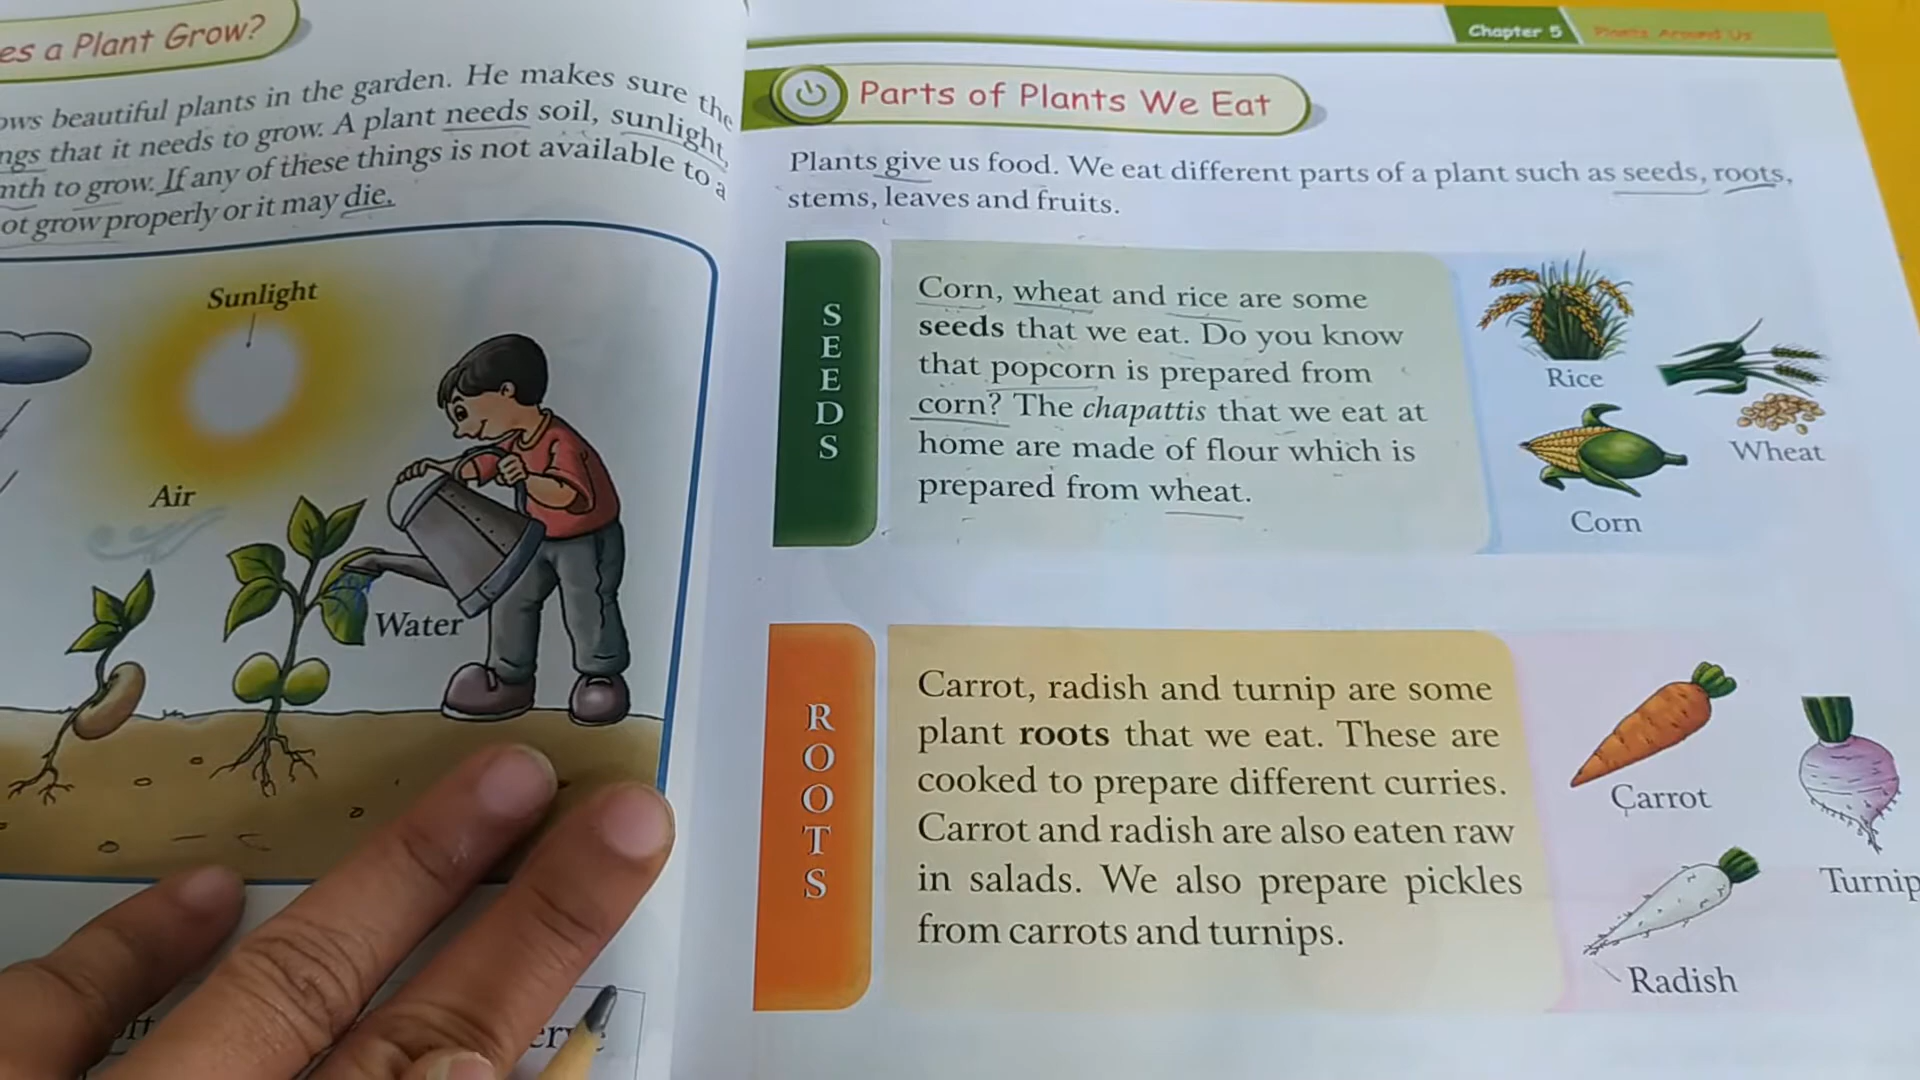 es a Plant Grow?
ows beautiful plants in the garden. He makes sure the
ngs that it needs to grow. A plant needs soil, sunlight,
mth to grow. If any of these things is not available to a
ot grow properly or it may die.
Sunlight
Air
Water
Chapter 5 Plants Around Us
Parts of Plants We Eat
Plants give us food. We eat different parts of a plant such as seeds, roots,
stems, leaves and fruits.
SEEDS
Corn, wheat and rice are some
seeds that we eat. Do you know
that popcorn is prepared from
corn? The chapattis that we eat at
home are made of flour which is
prepared from wheat.
Rice
Wheat
Corn
ROOTS
Carrot, radish and turnip are some
plant roots that we eat. These are
cooked to prepare different curries.
Carrot and radish are also eaten raw
in salads. We also prepare pickles
from carrots and turnips.
Carrot
Turnip
Radish